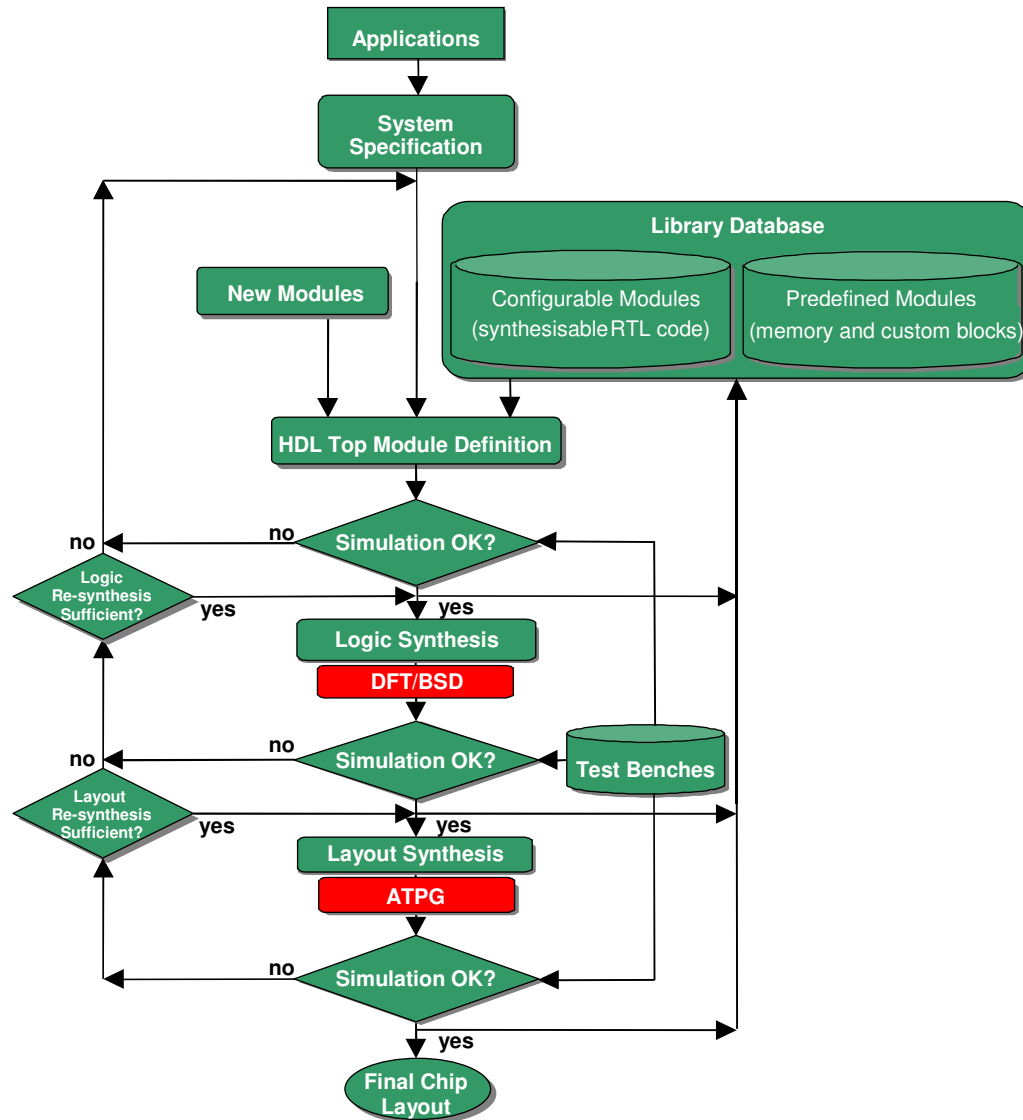 Applications
System
Specification
Library Database
New Modules
Configurable Modules
(synthesisable RTL code)
Predefined Modules
(memory and custom blocks)
HDL Top Module Definition
no
no
Simulation OK?
Logic
Re-synthesis
Sufficient?
yes
yes
Logic Synthesis
DFT/BSD
no
no
Simulation OK?
Test Benches
Layout
Re-synthesis
Sufficient?
yes
yes
Layout Synthesis
ATPG
no
Simulation OK?
yes
Final Chip
Layout